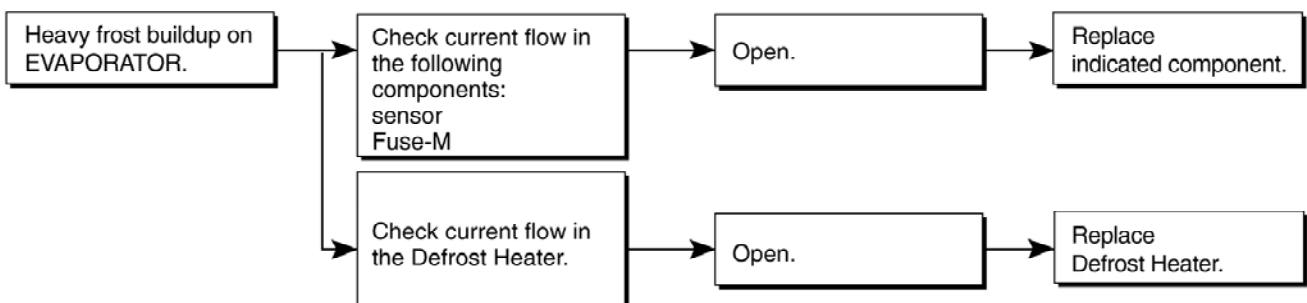 Heavy frost buildup on
EVAPORATOR.
Check current flow in
the following
components:
sensor
Fuse-M
Open.
Replace
indicated component.
Check current flow in
the Defrost Heater.
Open.
Replace
Defrost Heater.